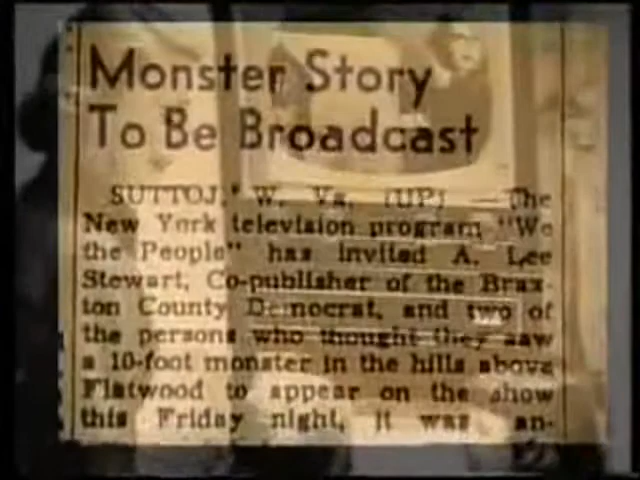 Monster Story
To Be Broadcast
SUTTOJ, W. Va. (UP) — The
New York television program "We
the People" has invited A. Lee
Stewart, Co-publisher of the Brax-
ton County Democrat, and two of
the persons who thought they saw
a 10-foot monster in the hills above
Flatwood to appear on the show
this Friday night, it was an-